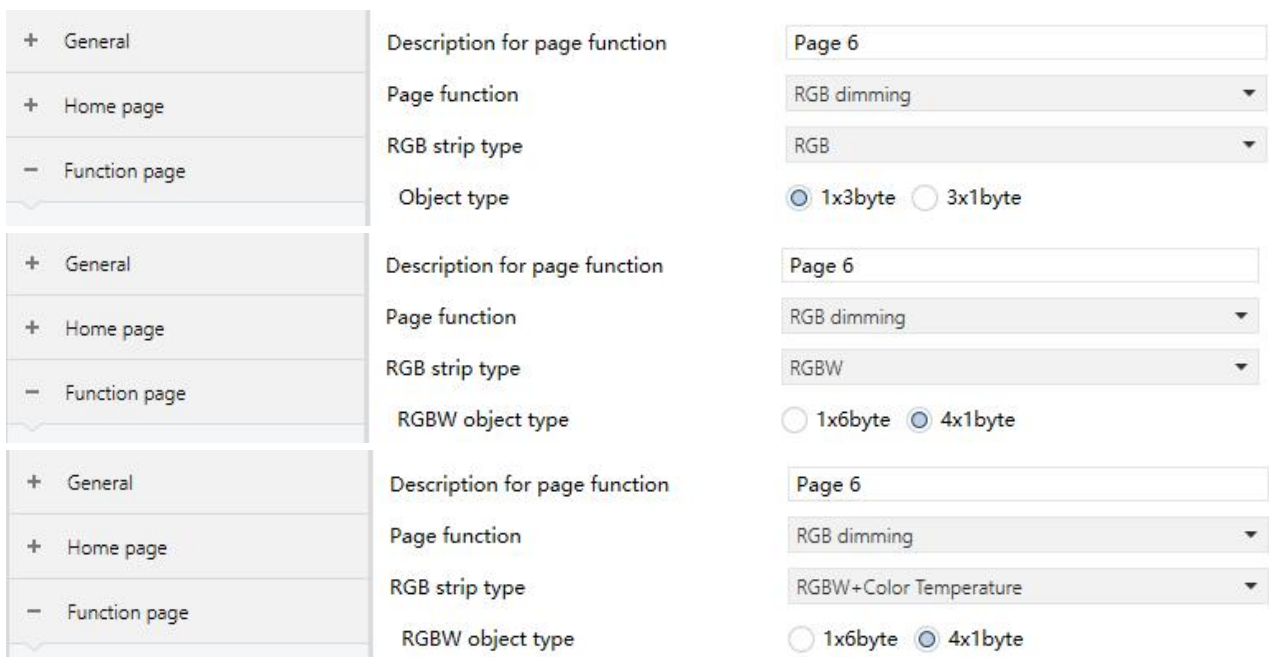 + General
Description for page function Page 6
+ Home page
Page function RGB dimming
RGB strip type RGB
− Function page
Object type 1x3byte 3x1byte
+ General
Description for page function Page 6
+ Home page
Page function RGB dimming
RGB strip type RGBW
− Function page
RGBW object type 1x6byte 4x1byte
+ General
Description for page function Page 6
+ Home page
Page function RGB dimming
RGB strip type RGBW+Color Temperature
− Function page
RGBW object type 1x6byte 4x1byte